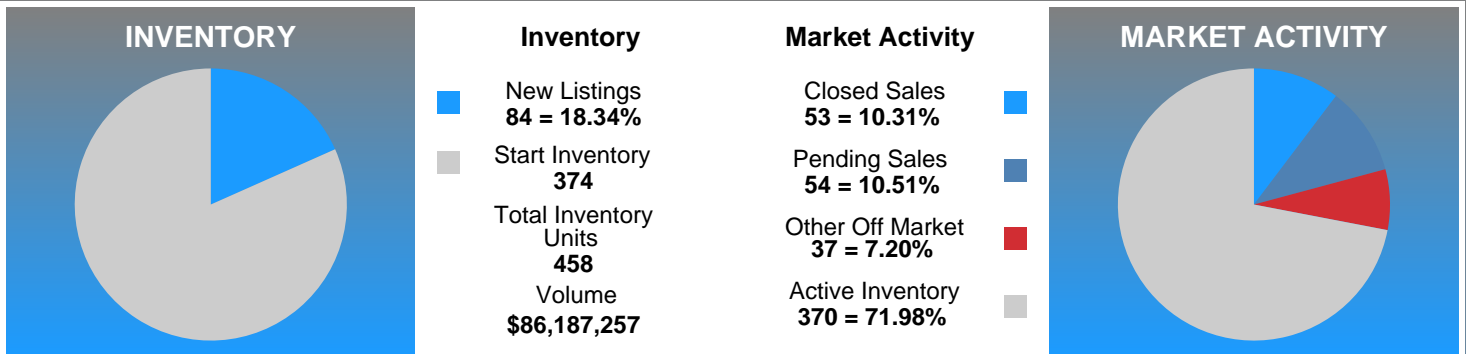 INVENTORY
Inventory
New Listings
84 = 18.34%
Start Inventory
374
Total Inventory
Units
458
Volume
$86,187,257
Market Activity
Closed Sales
53 = 10.31%
Pending Sales
54 = 10.51%
Other Off Market
37 = 7.20%
Active Inventory
370 = 71.98%
MARKET ACTIVITY